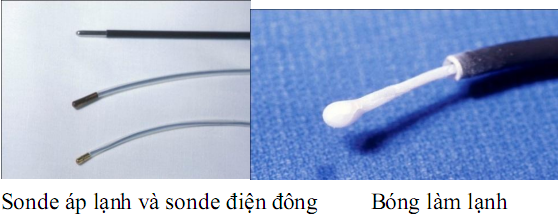 Sonde áp lạnh và sonde điện đông
Bóng làm lạnh